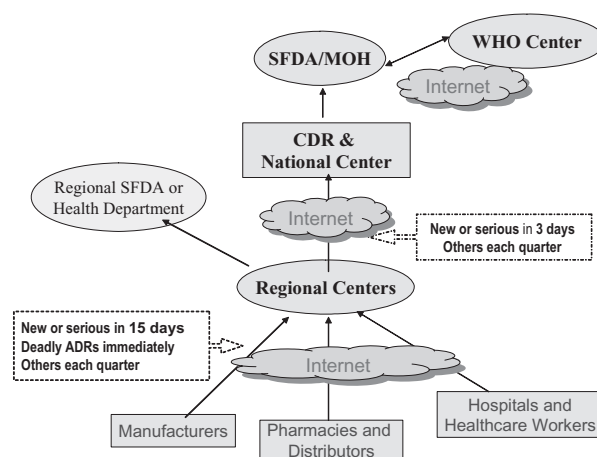 WHO Center
SFDA/MOH
Internet
CDR &
National Center
Regional SFDA or
Health Department
Internet
New or serious in 3 days
Others each quarter
Regional Centers
New or serious in 15 days
Deadly ADRs immediately
Others each quarter
Internet
Hospitals and
Healthcare Workers
Manufacturers
Pharmacies and
Distributors